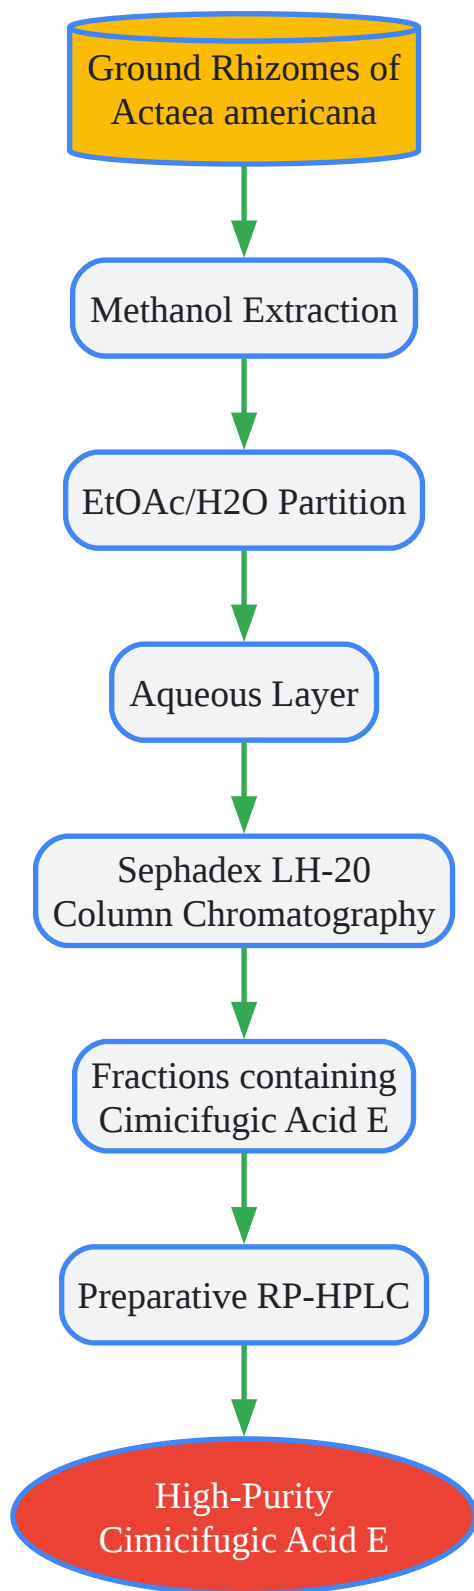 Ground Rhizomes of
Actaea americana
Methanol Extraction
EtOAc/H2O Partition
Aqueous Layer
Sephadex LH-20
Column Chromatography
Fractions containing
Cimicifugic Acid E
Preparative RP-HPLC
High-Purity
Cimicifugic Acid E